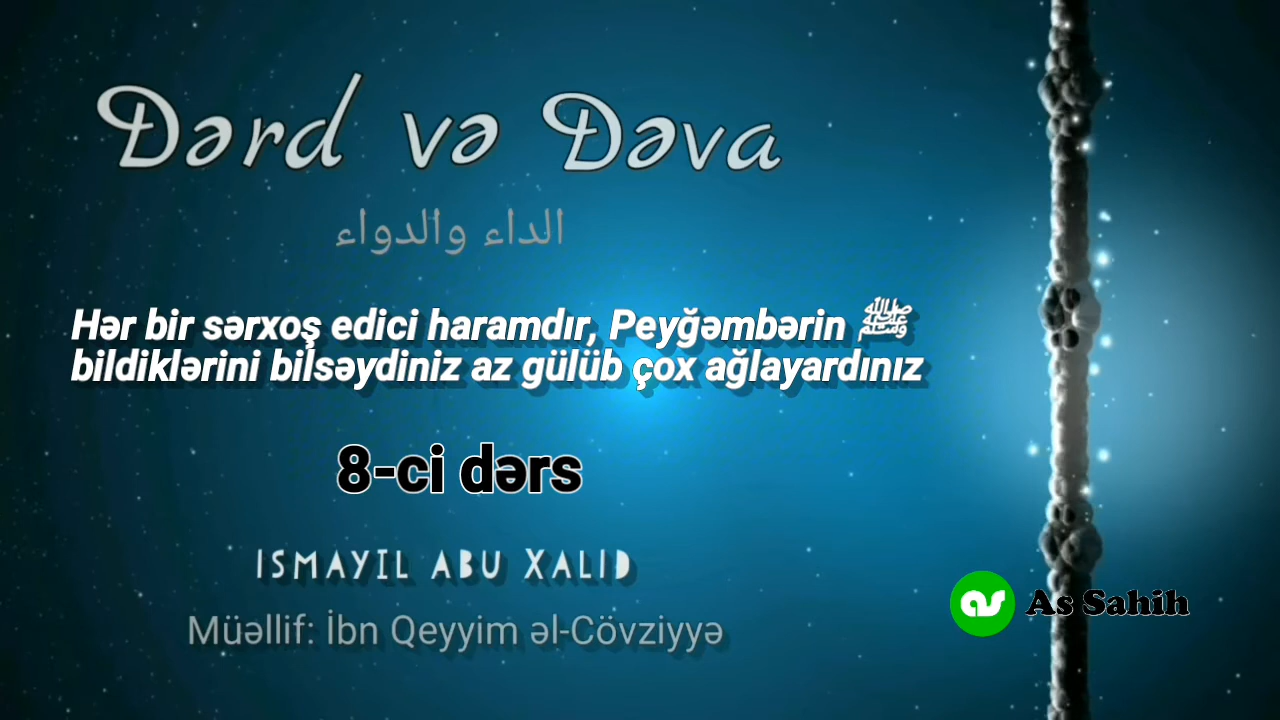 Dərd və Dəva
الداء والدواء
Hər bir sərxoş edici haramdır, Peyğəmbərin ﷺ
bildiklərini bilsəydiniz az gülüb çox ağlayardınız
8-ci dərs
ISMAYIL ABU XALID
Müəllif: İbn Qeyyim əl-Cövziyyə
As Sahih